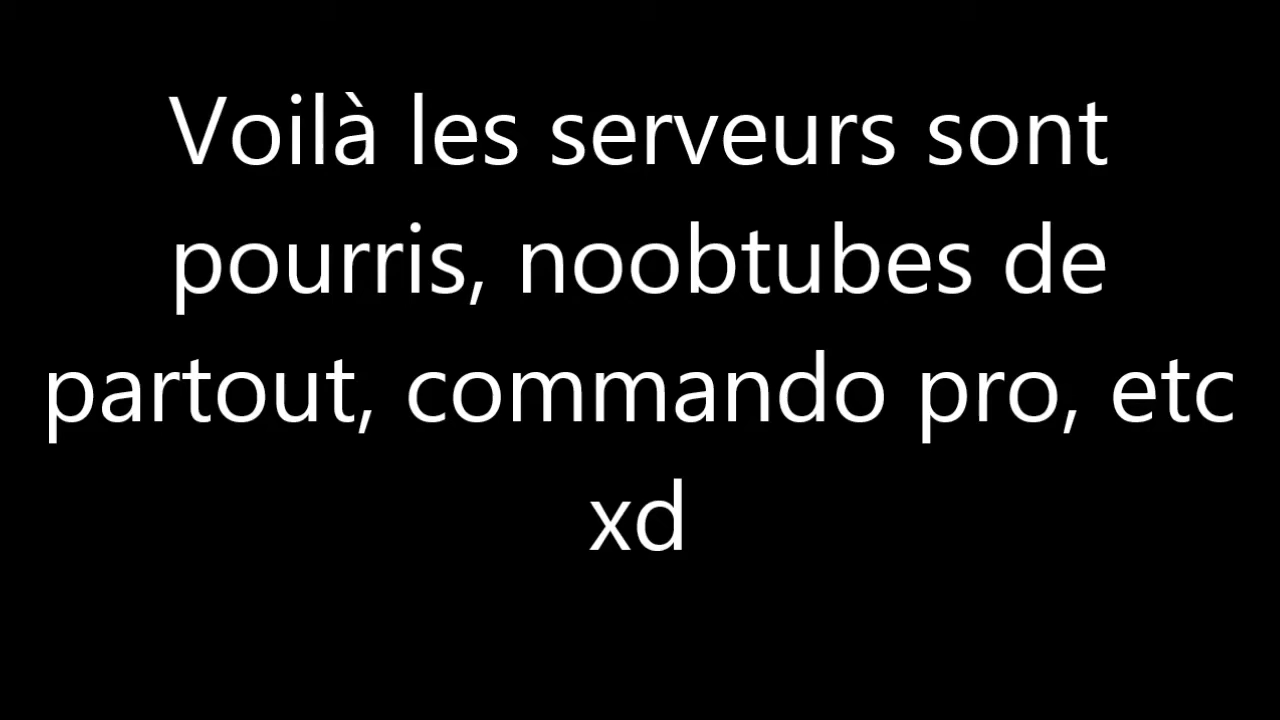 Voilà les serveurs sont
pourris, noobtubes de
partout, commando pro, etc
xd